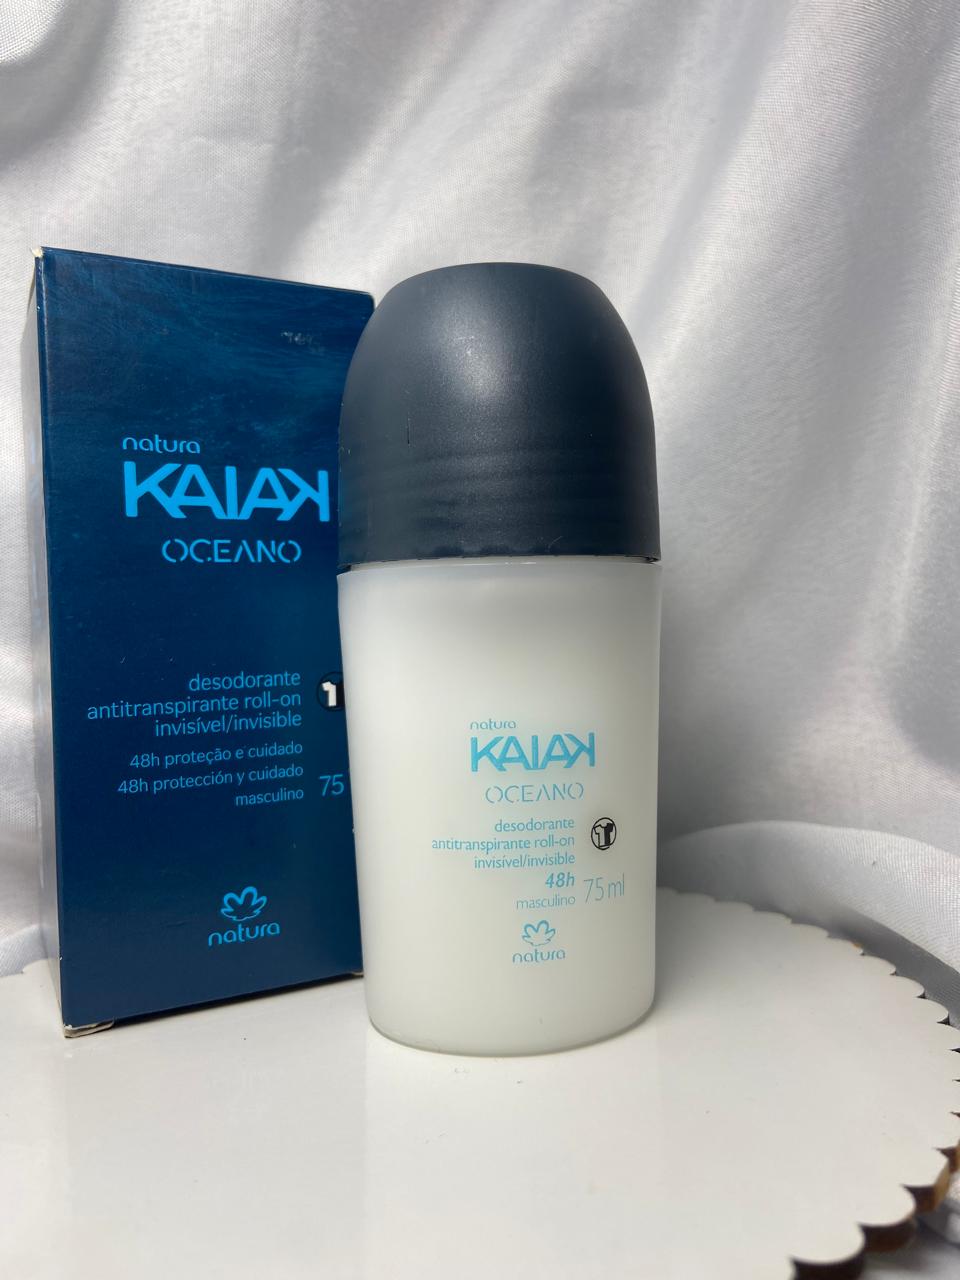 natura
KAIAK
OCEANO
desodorante
antitranspirante roll-on
invisível/invisible
48h proteção e cuidado
48h protección y cuidado
masculino 75
natura
natura
KAIAK
OCEANO
desodorante
antitranspirante roll-on
invisível/invisible
48h
masculino 75 ml
natura